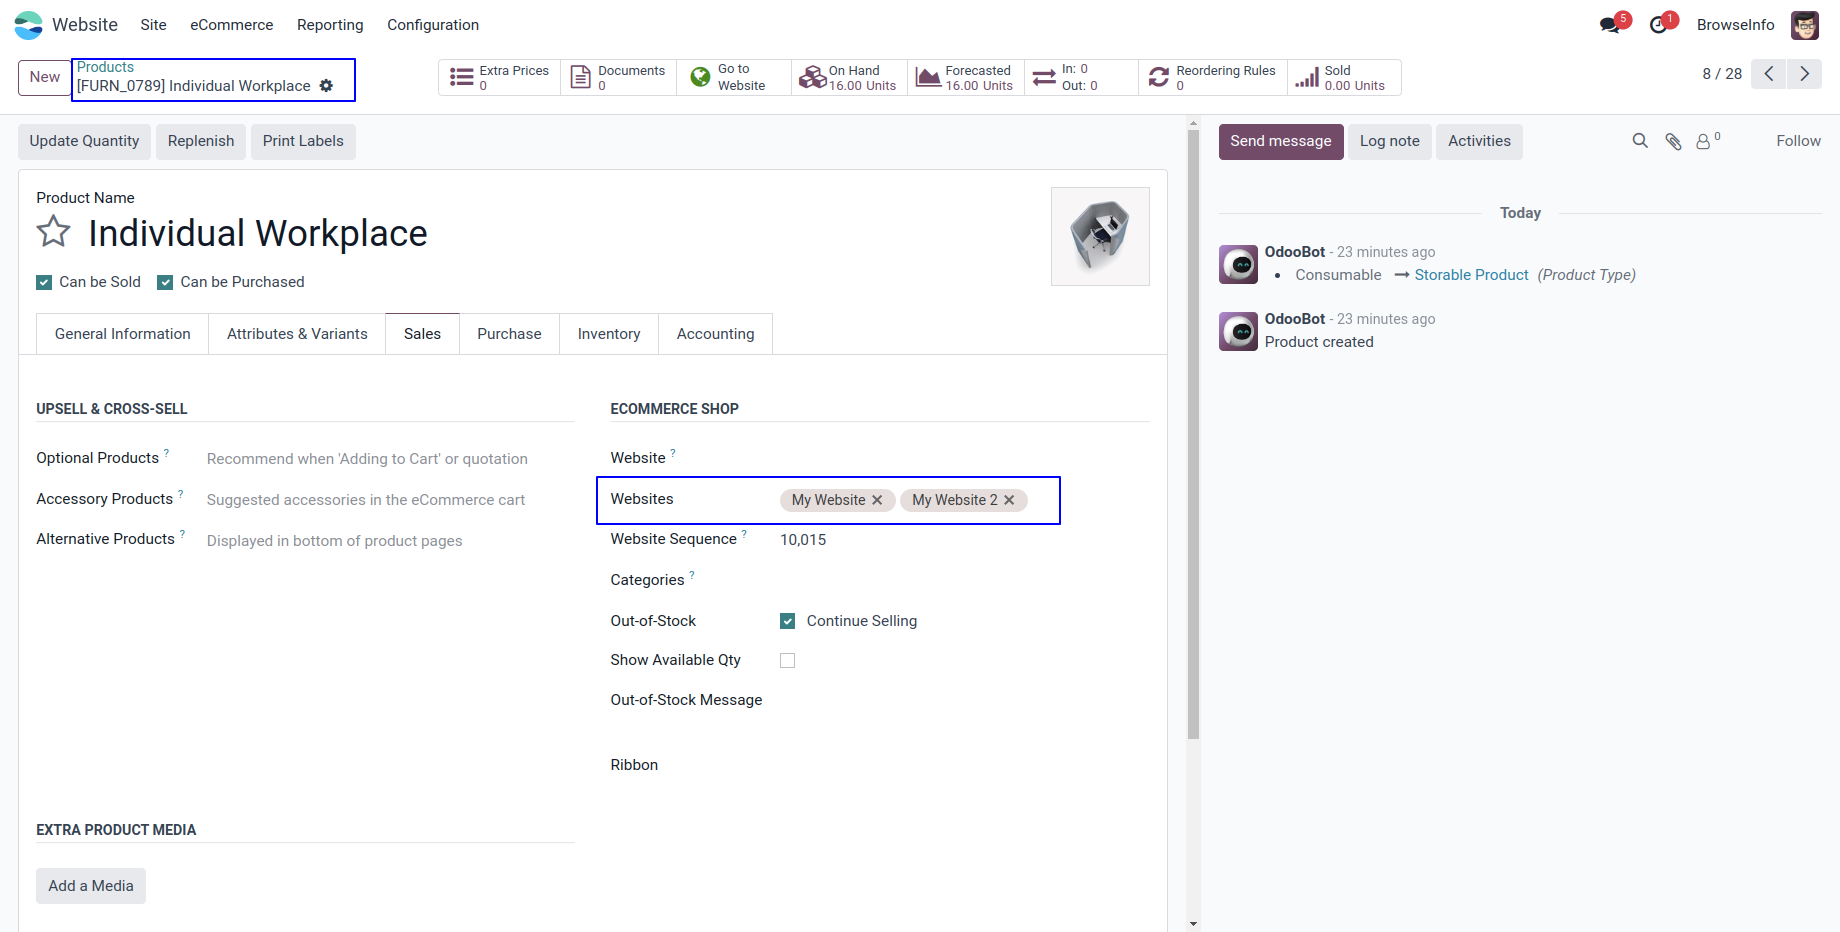 Website Site eCommerce Reporting Configuration 5 1 BrowseInfo
New Products
[FURN_0789] Individual Workplace
Extra Prices 0
Documents 0
Go to Website
On Hand 16.00 Units
Forecasted 16.00 Units
In: 0 Out: 0
Reordering Rules 0
Sold 0.00 Units
8 / 28
Update Quantity Replenish Print Labels
Send message Log note Activities 0 Follow
Product Name
Individual Workplace
Can be Sold Can be Purchased
General Information Attributes & Variants Sales Purchase Inventory Accounting
UPSELL & CROSS-SELL
Optional Products ? Recommend when 'Adding to Cart' or quotation
Accessory Products ? Suggested accessories in the eCommerce cart
Alternative Products ? Displayed in bottom of product pages
ECOMMERCE SHOP
Website ?
Websites My Website My Website 2
Website Sequence ? 10,015
Categories ?
Out-of-Stock Continue Selling
Show Available Qty
Out-of-Stock Message
Ribbon
EXTRA PRODUCT MEDIA
Add a Media
Today
OdooBot - 23 minutes ago
• Consumable → Storable Product (Product Type)
OdooBot - 23 minutes ago
Product created